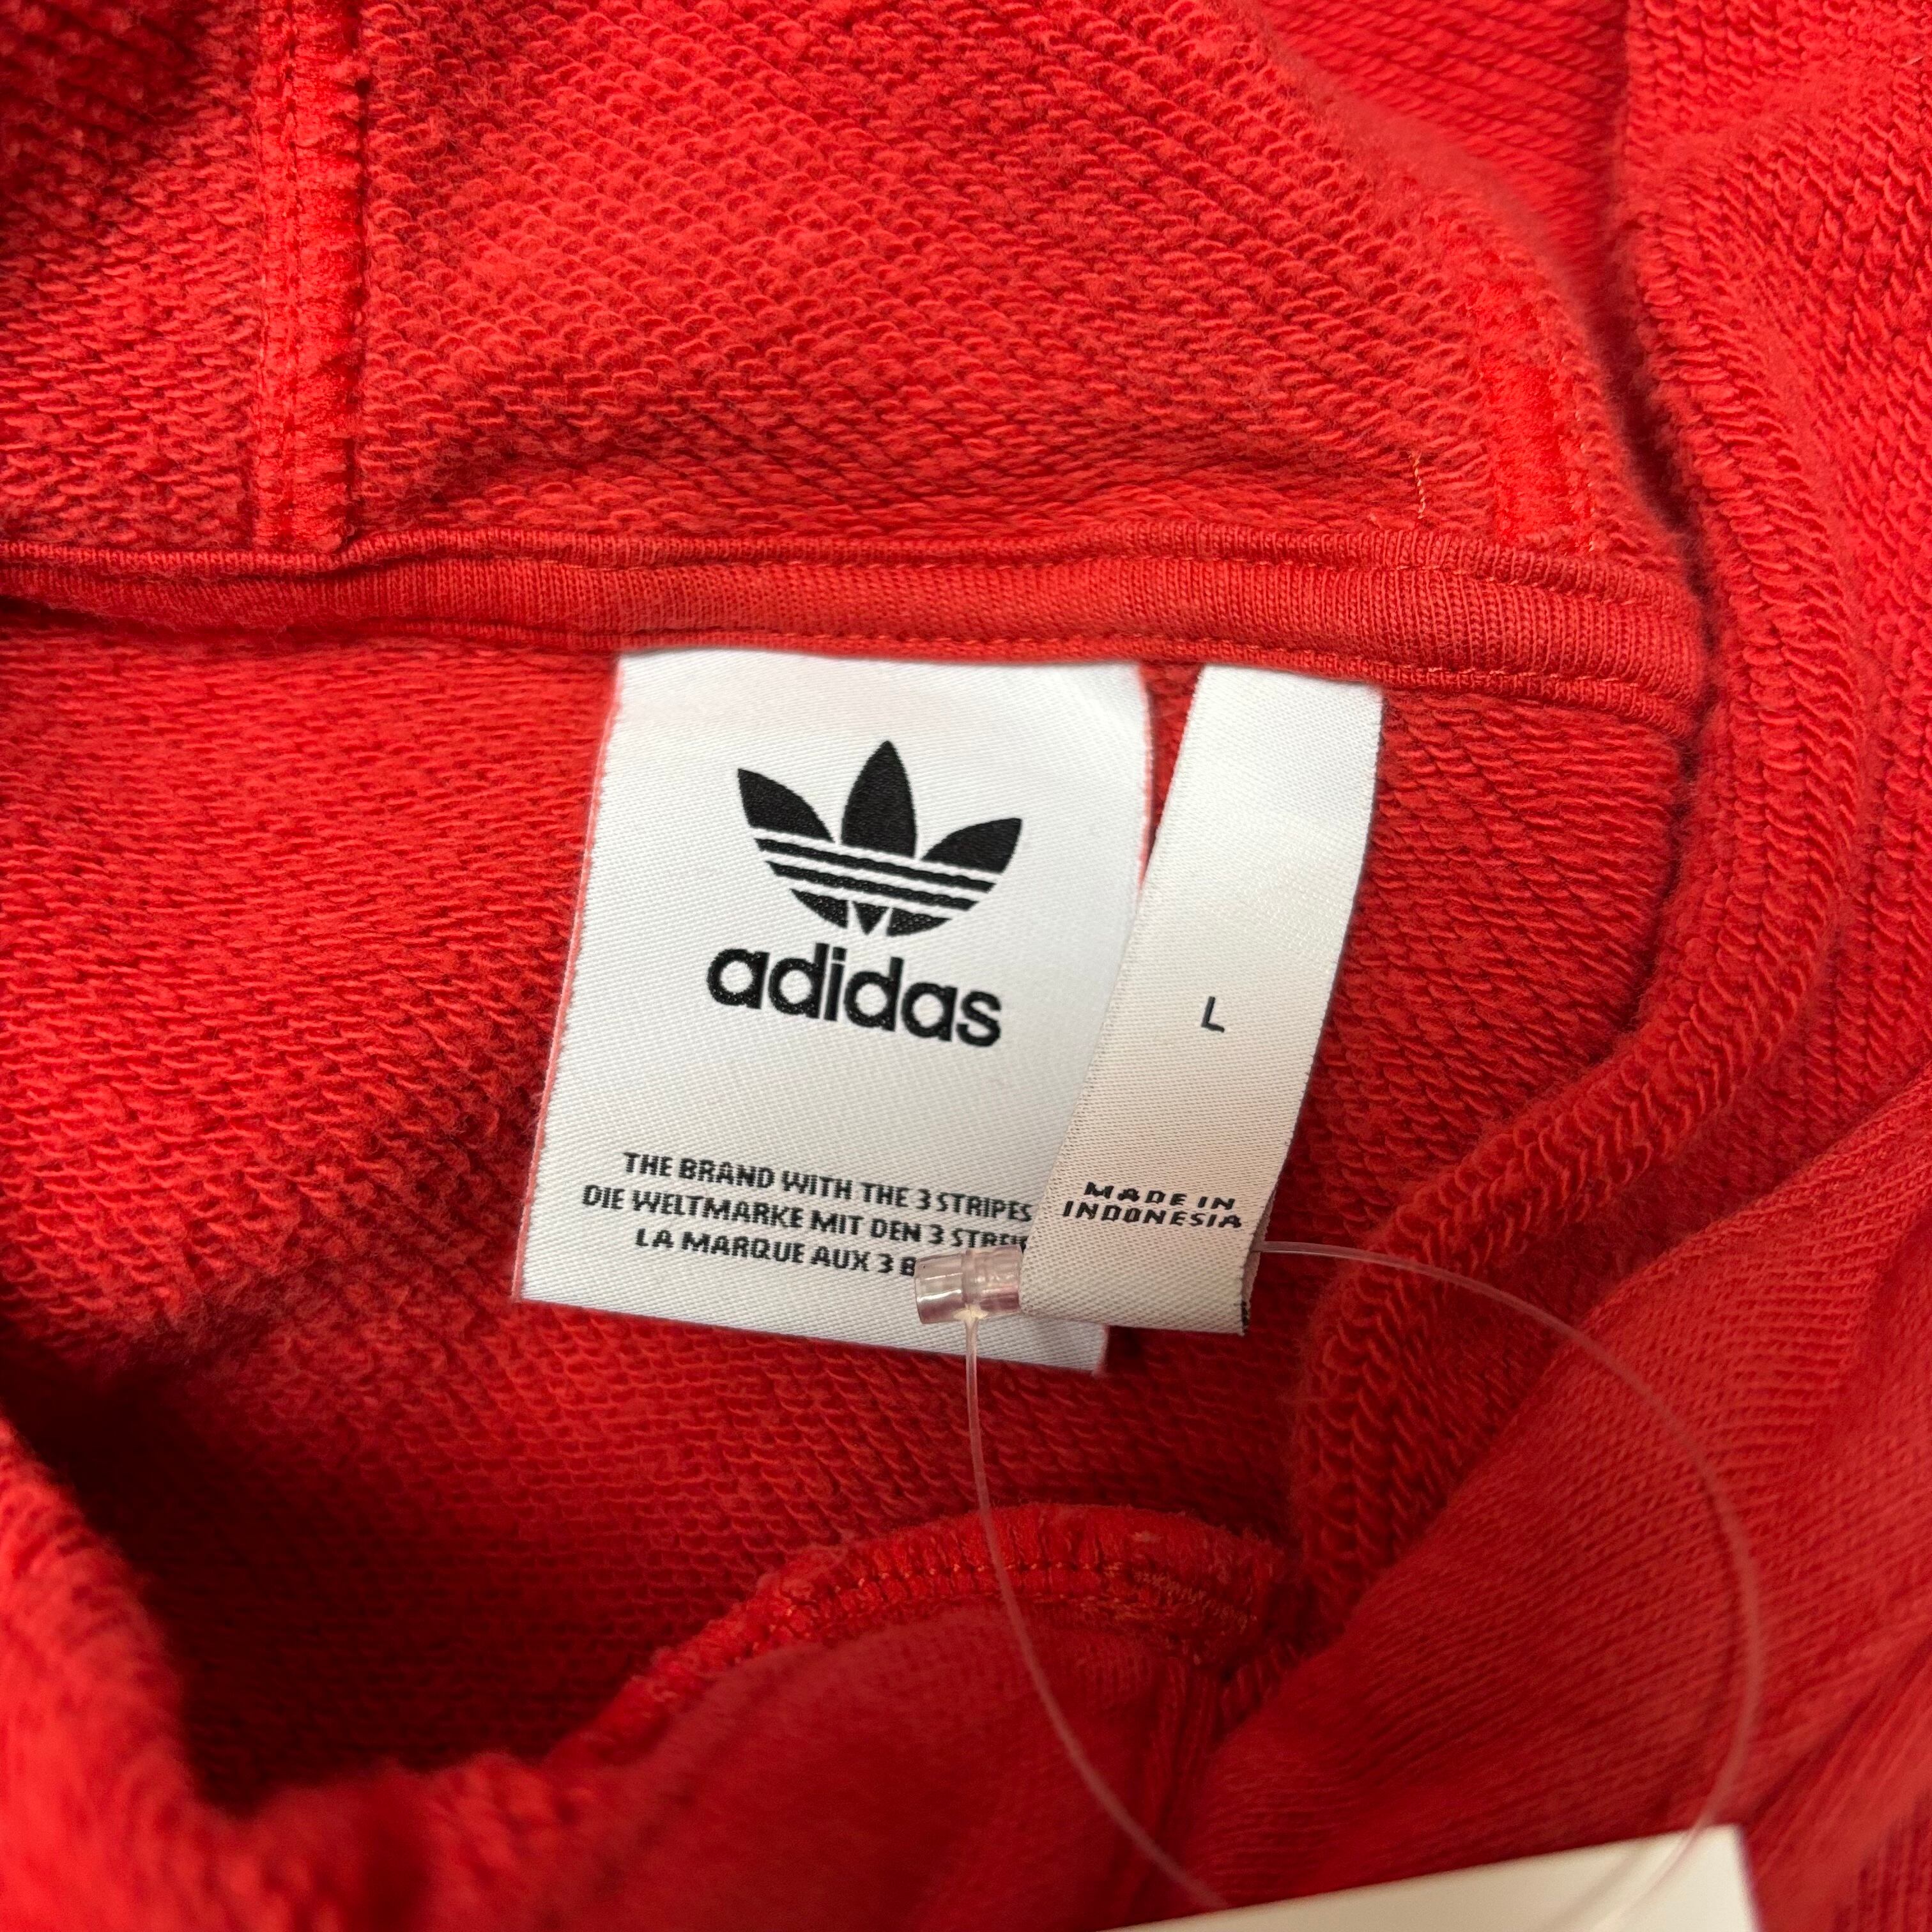 adidas
THE BRAND WITH THE 3 STRIPES
DIE WELTMARKE MIT DEN 3
LA MARQUE AUX 3
L
MADE IN
INDONESIA